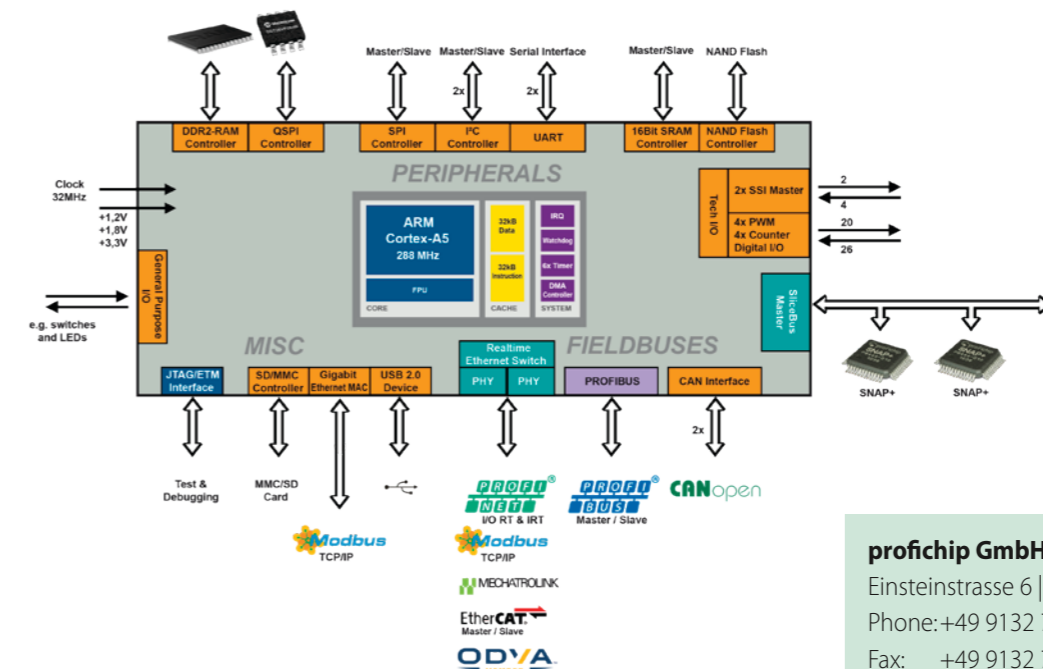 Master/Slave
Master/Slave
Serial Interface
Master/Slave
NAND Flash
2x
2x
DDR2-RAM
Controller
QSPI
Controller
SPI
Controller
I²C
Controller
UART
16Bit SRAM
Controller
NAND Flash
Controller
PERIPHERALS
Clock
32MHz
+1,2V
+1,8V
+3,3V
ARM
Cortex-A5
288 MHz
FPU
CORE
32kB
Data
32kB
Instruction
CACHE
IRQ
Watchdog
6x Timer
DMA
Controller
SYSTEM
Tech I/O
2x SSI Master
4x PWM
4x Counter
Digital I/O
2
4
20
26
General Purpose
I/O
e.g. switches
and LEDs
SliceBus
Master
SNAP+
SNAP+
SNAP+
SNAP+
MISC
FIELDBUSES
JTAG/ETM
Interface
SD/MMC
Controller
Gigabit
Ethernet MAC
USB 2.0
Device
Realtime
Ethernet Switch
PHY
PHY
PROFIBUS
CAN Interface
2x
Test &
Debugging
MMC/SD
Card
PROFI
NET
®
I/O RT & IRT
PROFI
BUS
®
Master / Slave
CANopen
Modbus
TCP/IP
Modbus
TCP/IP
MECHATROLINK
EtherCAT
Master / Slave
ODVA
profichip GmbH
Einsteinstrasse 6 |
Phone: +49 9132
Fax: +49 9132